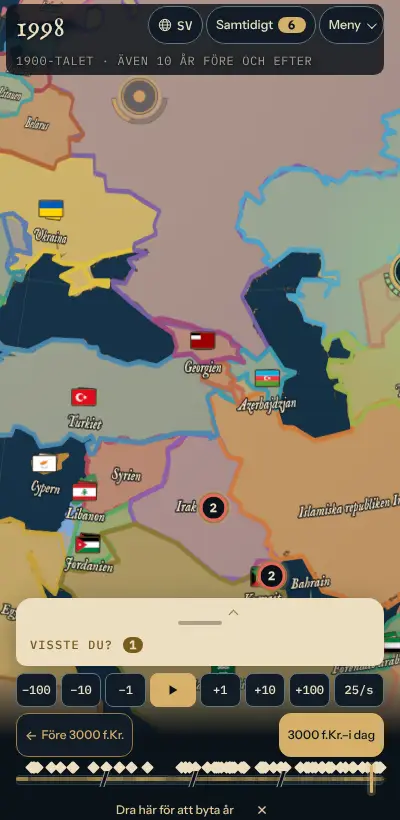 1998
SV
Samtidigt 6
Meny
1900-TALET · ÄVEN 10 ÅR FÖRE OCH EFTER
Belarus
Ukraina
Georgien
Azerbajdzjan
Turkiet
Cypern
Syrien
Libanon
Irak 2
Islamiska republiken I
Jordanien
2
Bahrain
Eg
VISSTE DU? 1
−100
−10
−1
+1
+10
+100
25/s
← Före 3000 f.Kr.
3000 f.Kr.–i dag
Dra här för att byta år ×